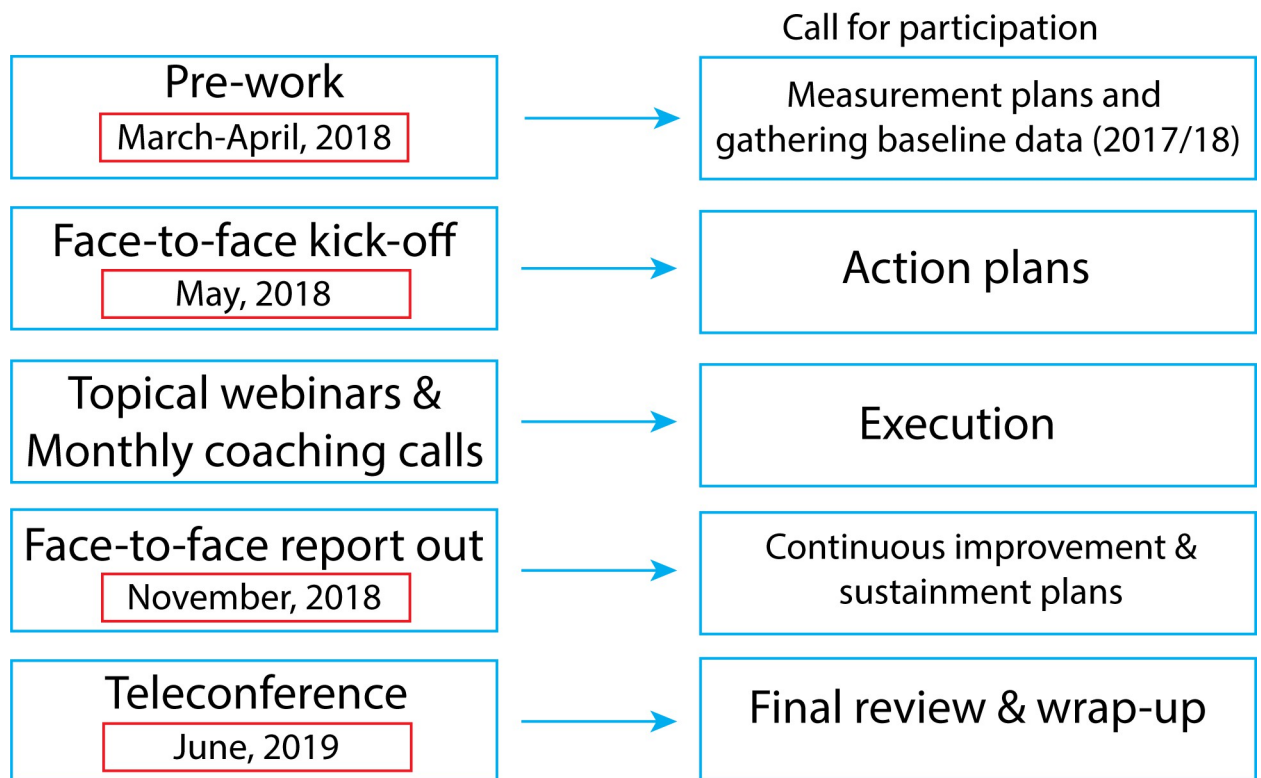 Call for participation
Pre-work
March-April, 2018
Measurement plans and
gathering baseline data (2017/18)
Face-to-face kick-off
May, 2018
Action plans
Topical webinars &
Monthly coaching calls
Execution
Face-to-face report out
November, 2018
Continuous improvement &
sustainment plans
Teleconference
June, 2019
Final review & wrap-up